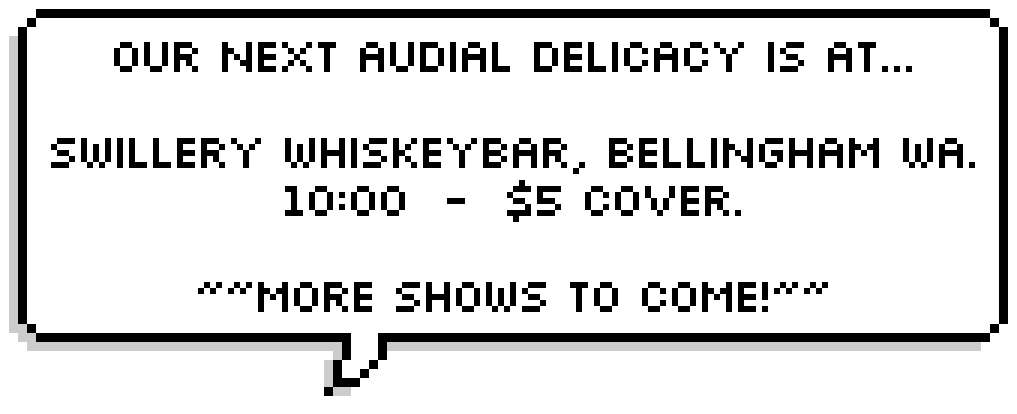 OUR NEXT AUDIAL DELICACY IS AT...
SWILLERY WHISKEYBAR, BELLINGHAM WA.
10:00 - $5 COVER.
~~MORE SHOWS TO COME!~~